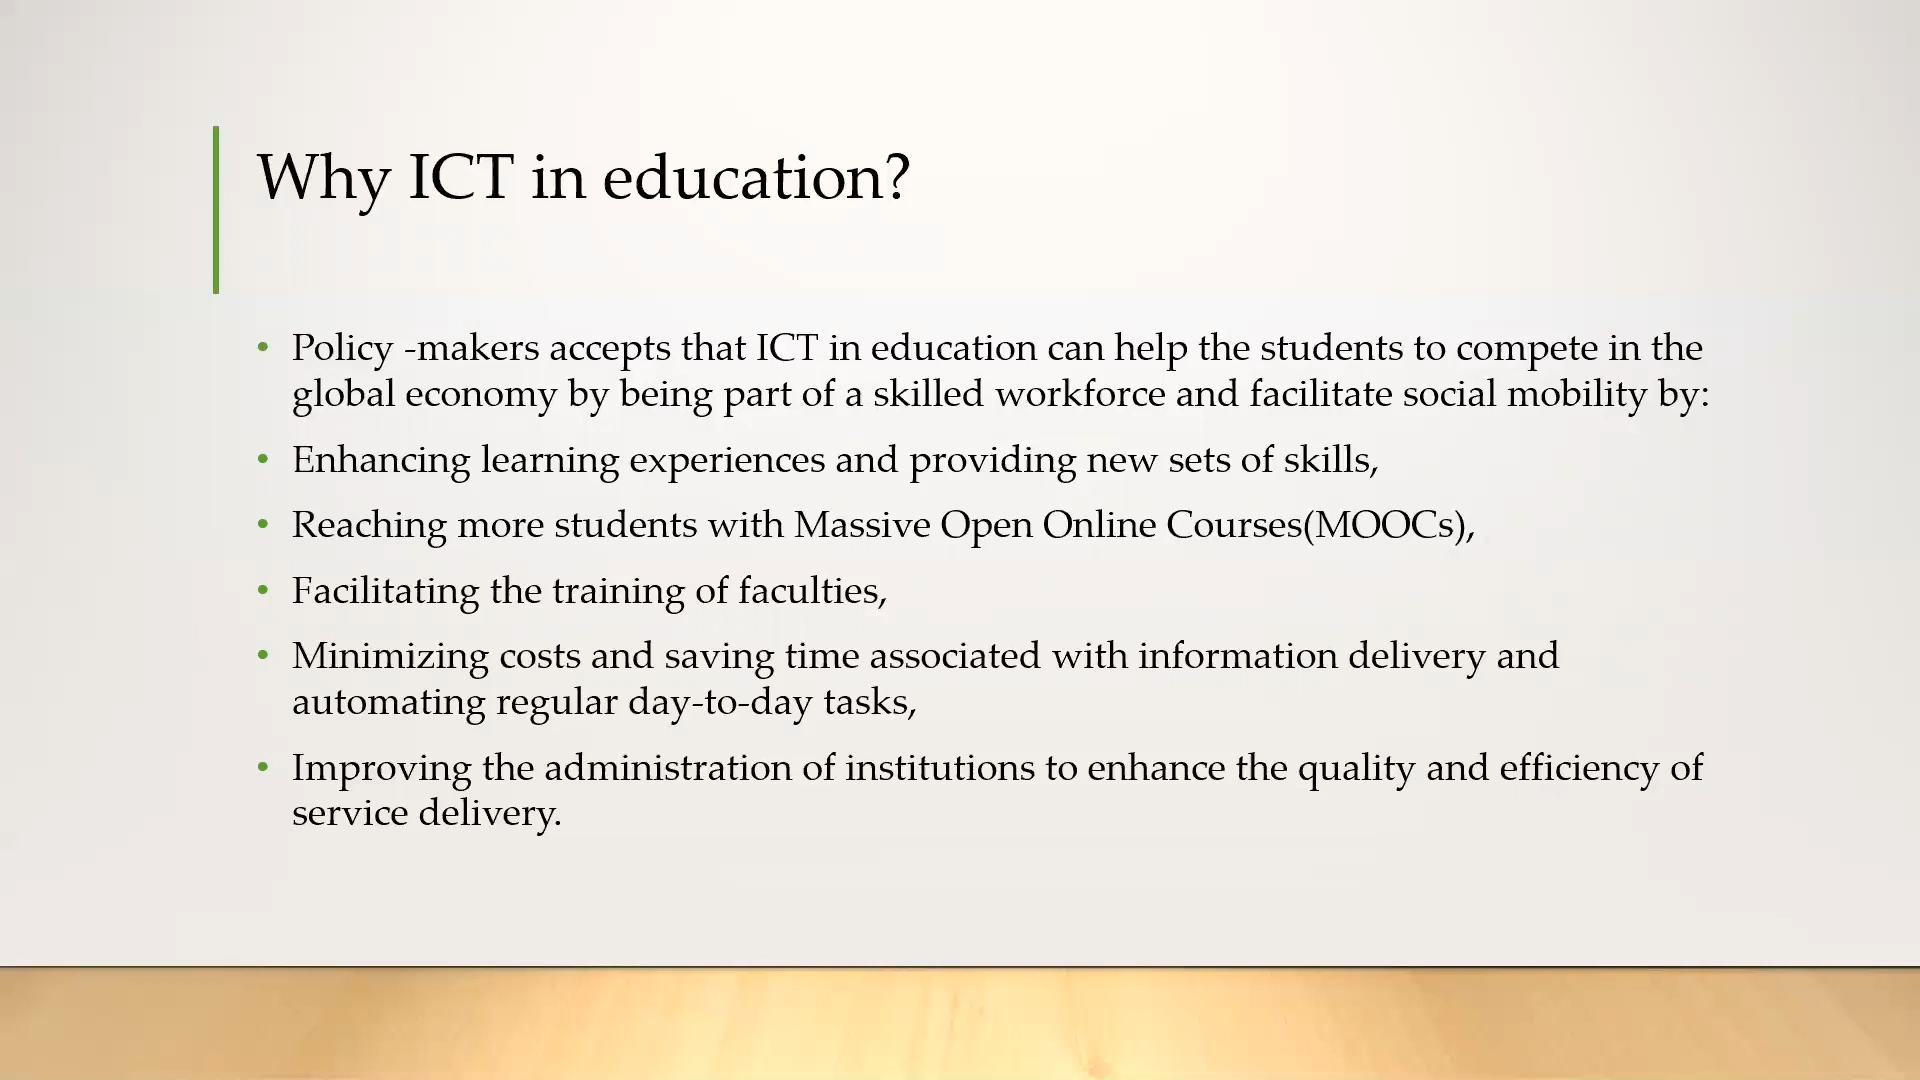 Why ICT in education?
• Policy -makers accepts that ICT in education can help the students to compete in the
global economy by being part of a skilled workforce and facilitate social mobility by:
• Enhancing learning experiences and providing new sets of skills,
• Reaching more students with Massive Open Online Courses(MOOCs),
• Facilitating the training of faculties,
• Minimizing costs and saving time associated with information delivery and
automating regular day-to-day tasks,
• Improving the administration of institutions to enhance the quality and efficiency of
service delivery.